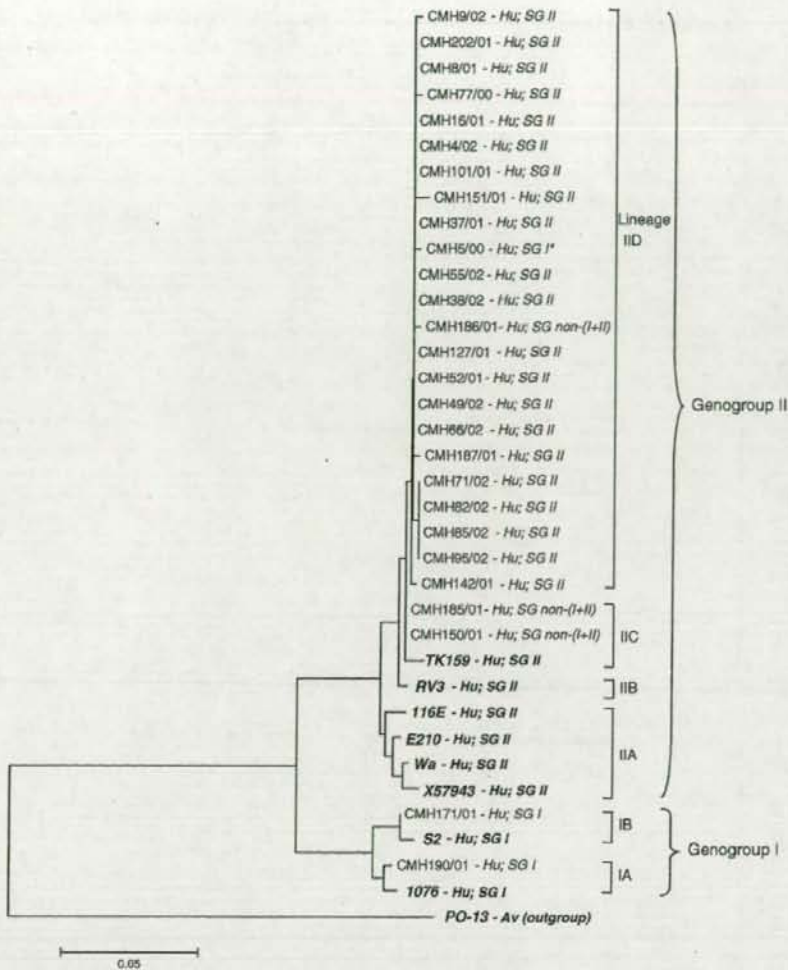 CMH9/02 - Hu; SG II
CMH202/01 - Hu; SG II
CMH8/01 - Hu; SG II
CMH77/00 - Hu; SG II
CMH16/01 - Hu; SG II
CMH4/02 - Hu; SG II
CMH101/01 - Hu; SG II
CMH151/01 - Hu; SG II
CMH37/01 - Hu; SG II
CMH5/00 - Hu; SG I*
CMH55/02 - Hu; SG II
CMH38/02 - Hu; SG II
CMH186/01- Hu; SG non-(I+II)
CMH127/01 - Hu; SG II
CMH52/01 - Hu; SG II
CMH49/02 - Hu; SG II
CMH66/02 - Hu; SG II
CMH187/01 - Hu; SG II
CMH71/02 - Hu; SG II
CMH82/02 - Hu; SG II
CMH85/02 - Hu; SG II
CMH95/02 - Hu; SG II
CMH142/01 - Hu; SG II
Lineage
IID
CMH185/01- Hu; SG non-(I+II)
CMH150/01 - Hu; SG non-(I+II)
TK159 - Hu; SG II
IIC
RV3 - Hu; SG II
IIB
116E - Hu; SG II
E210 - Hu; SG II
Wa - Hu; SG II
X57943 - Hu; SG II
IIA
Genogroup II
CMH171/01 - Hu; SG I
S2 - Hu; SG I
IB
CMH190/01 - Hu; SG I
1076 - Hu; SG I
IA
Genogroup I
PO-13 - Av (outgroup)
0.05